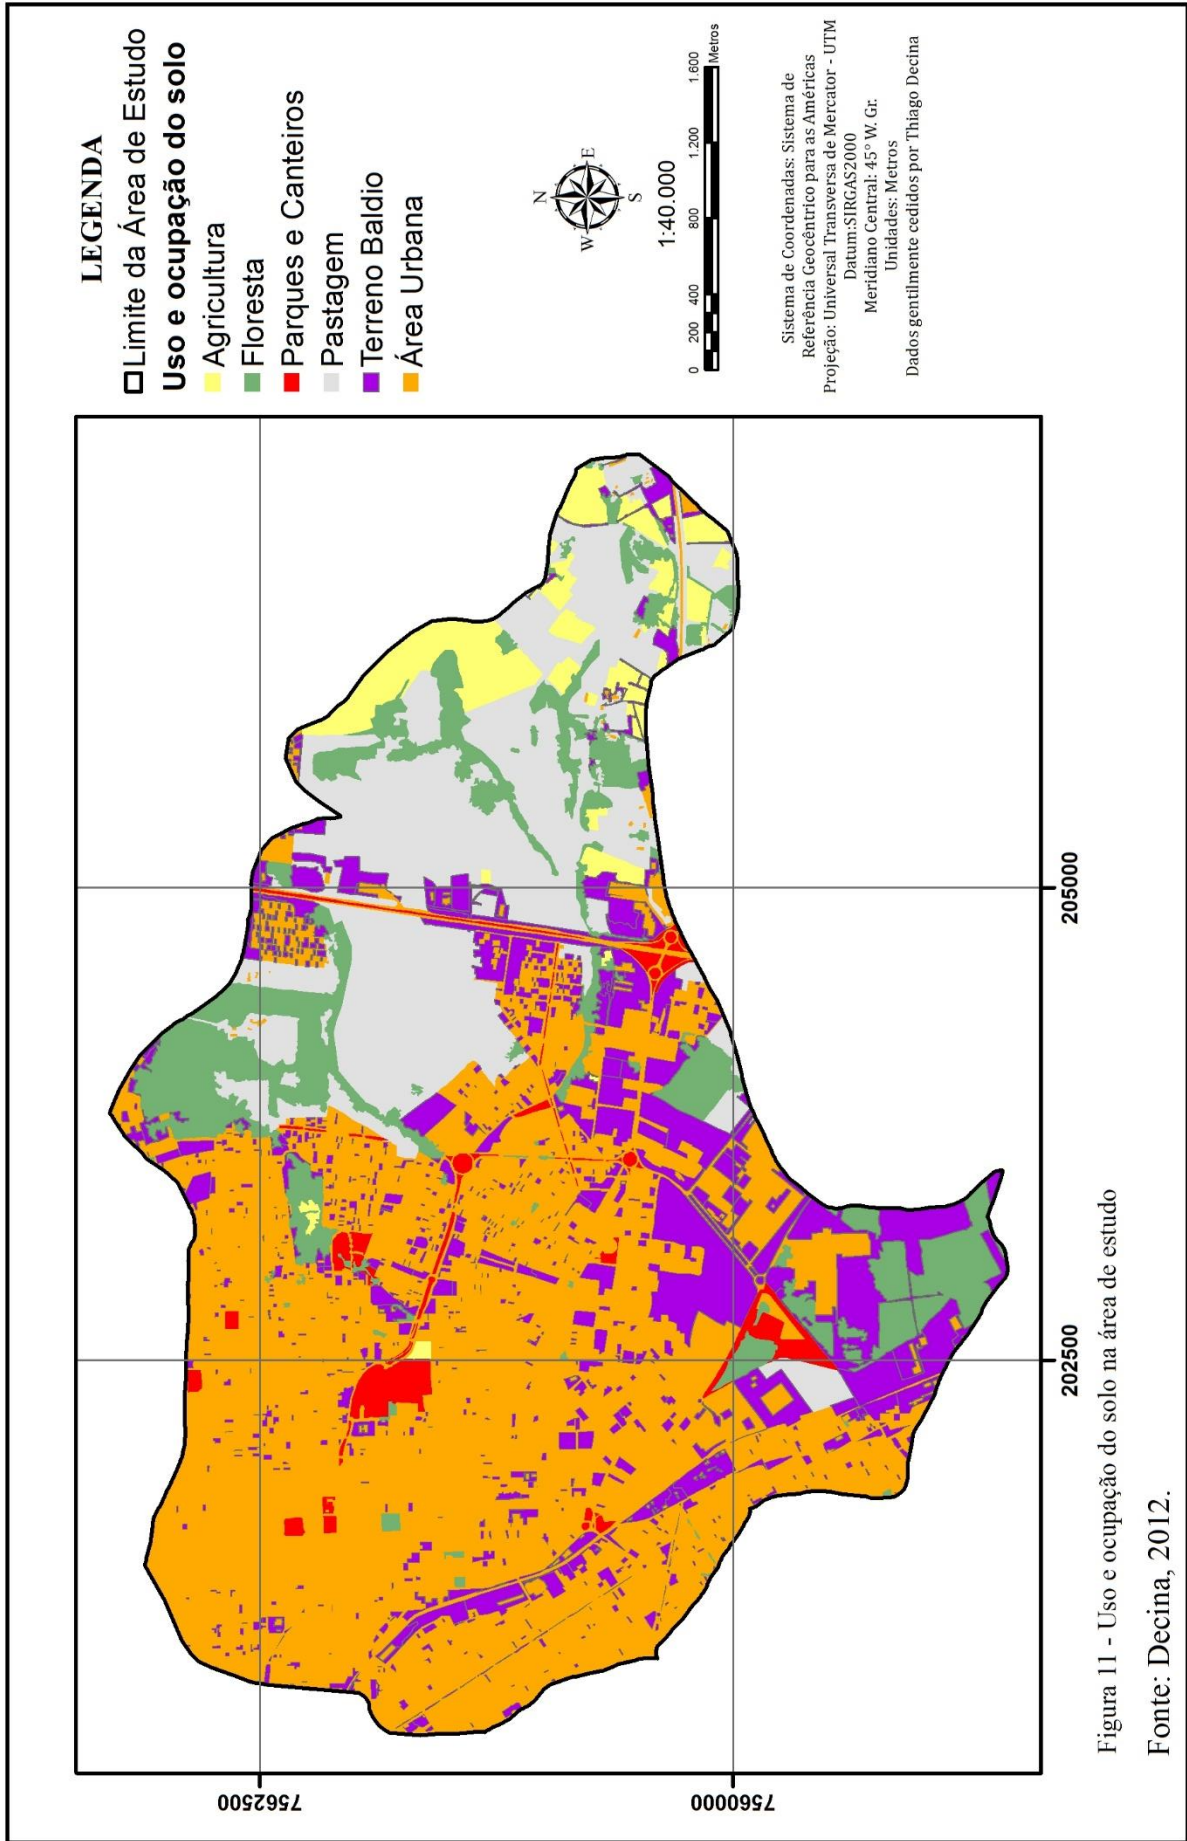 LEGENDA
Limite da Área de Estudo
Uso e ocupação do solo
Agricultura
Floresta
Parques e Canteiros
Pastagem
Terreno Baldio
Área Urbana
N
W
E
S
1:40.000
0 200 400 800 1.200 1.600
Metros
Sistema de Coordenadas: Sistema de
Referência Geocêntrico para as Américas
Projeção: Universal Transversa de Mercator - UTM
Datum:SIRGAS2000
Meridiano Central: 45° W. Gr.
Unidades: Metros
Dados gentilmente cedidos por Thiago Decina
7562500
7560000
202500
205000
Figura 11 - Uso e ocupação do solo na área de estudo
Fonte: Decina, 2012.